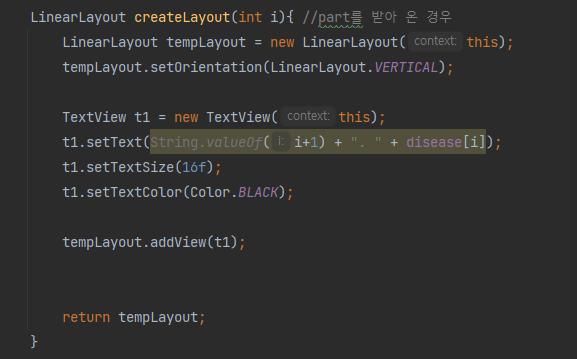 LinearLayout createLayout(int i){ //part를 받아 온 경우
LinearLayout tempLayout = new LinearLayout( context: this);
tempLayout.setOrientation(LinearLayout.VERTICAL);
TextView t1 = new TextView( context: this);
t1.setText(String.valueOf( i: i+1) + ". " + disease[i]);
t1.setTextSize(16f);
t1.setTextColor(Color.BLACK);
tempLayout.addView(t1);
return tempLayout;
}